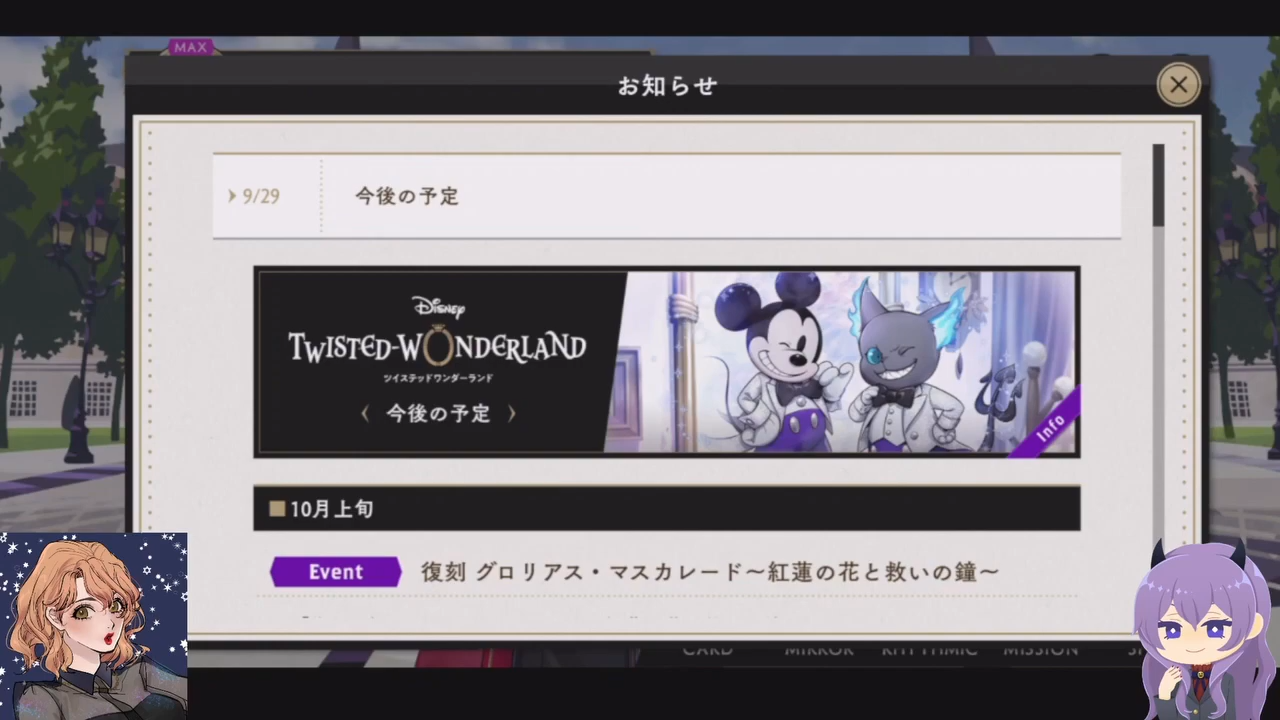 MAX
お知らせ
9/29
今後の予定
Disney
TWISTED-WONDERLAND
ツイステッドワンダーランド
〈 今後の予定 〉
Info
■10月上旬
Event
復刻 グロリアス・マスカレード～紅蓮の花と救いの鐘～
CARD MIRROR RHYTHMIC MISSION